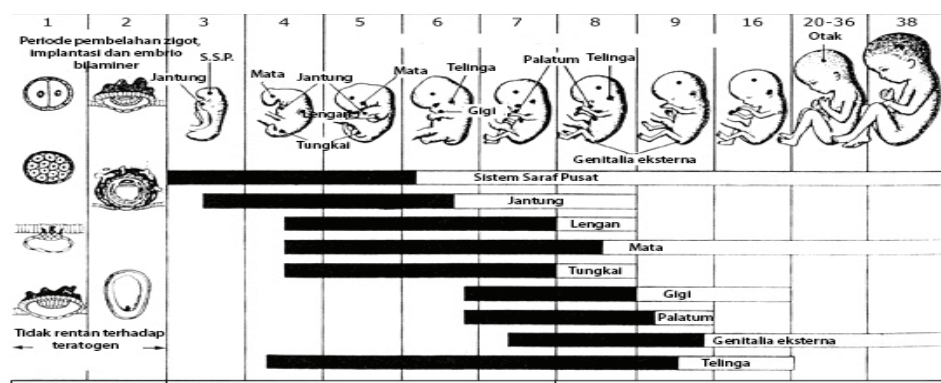 1 2 3 4 5 6 7 8 9 16 20-36 38
Periode pembelahan zigot,
implantasi dan embrio
bilaminer
S.S.P.
Jantung
Mata
Jantung
Lengan
Tungkai
Mata
Telinga
Gigi
Palatum
Telinga
Genitalia eksterna
Otak
Sistem Saraf Pusat
Jantung
Lengan
Mata
Tungkai
Gigi
Palatum
Genitalia eksterna
Telinga
Tidak rentan terhadap
teratogen